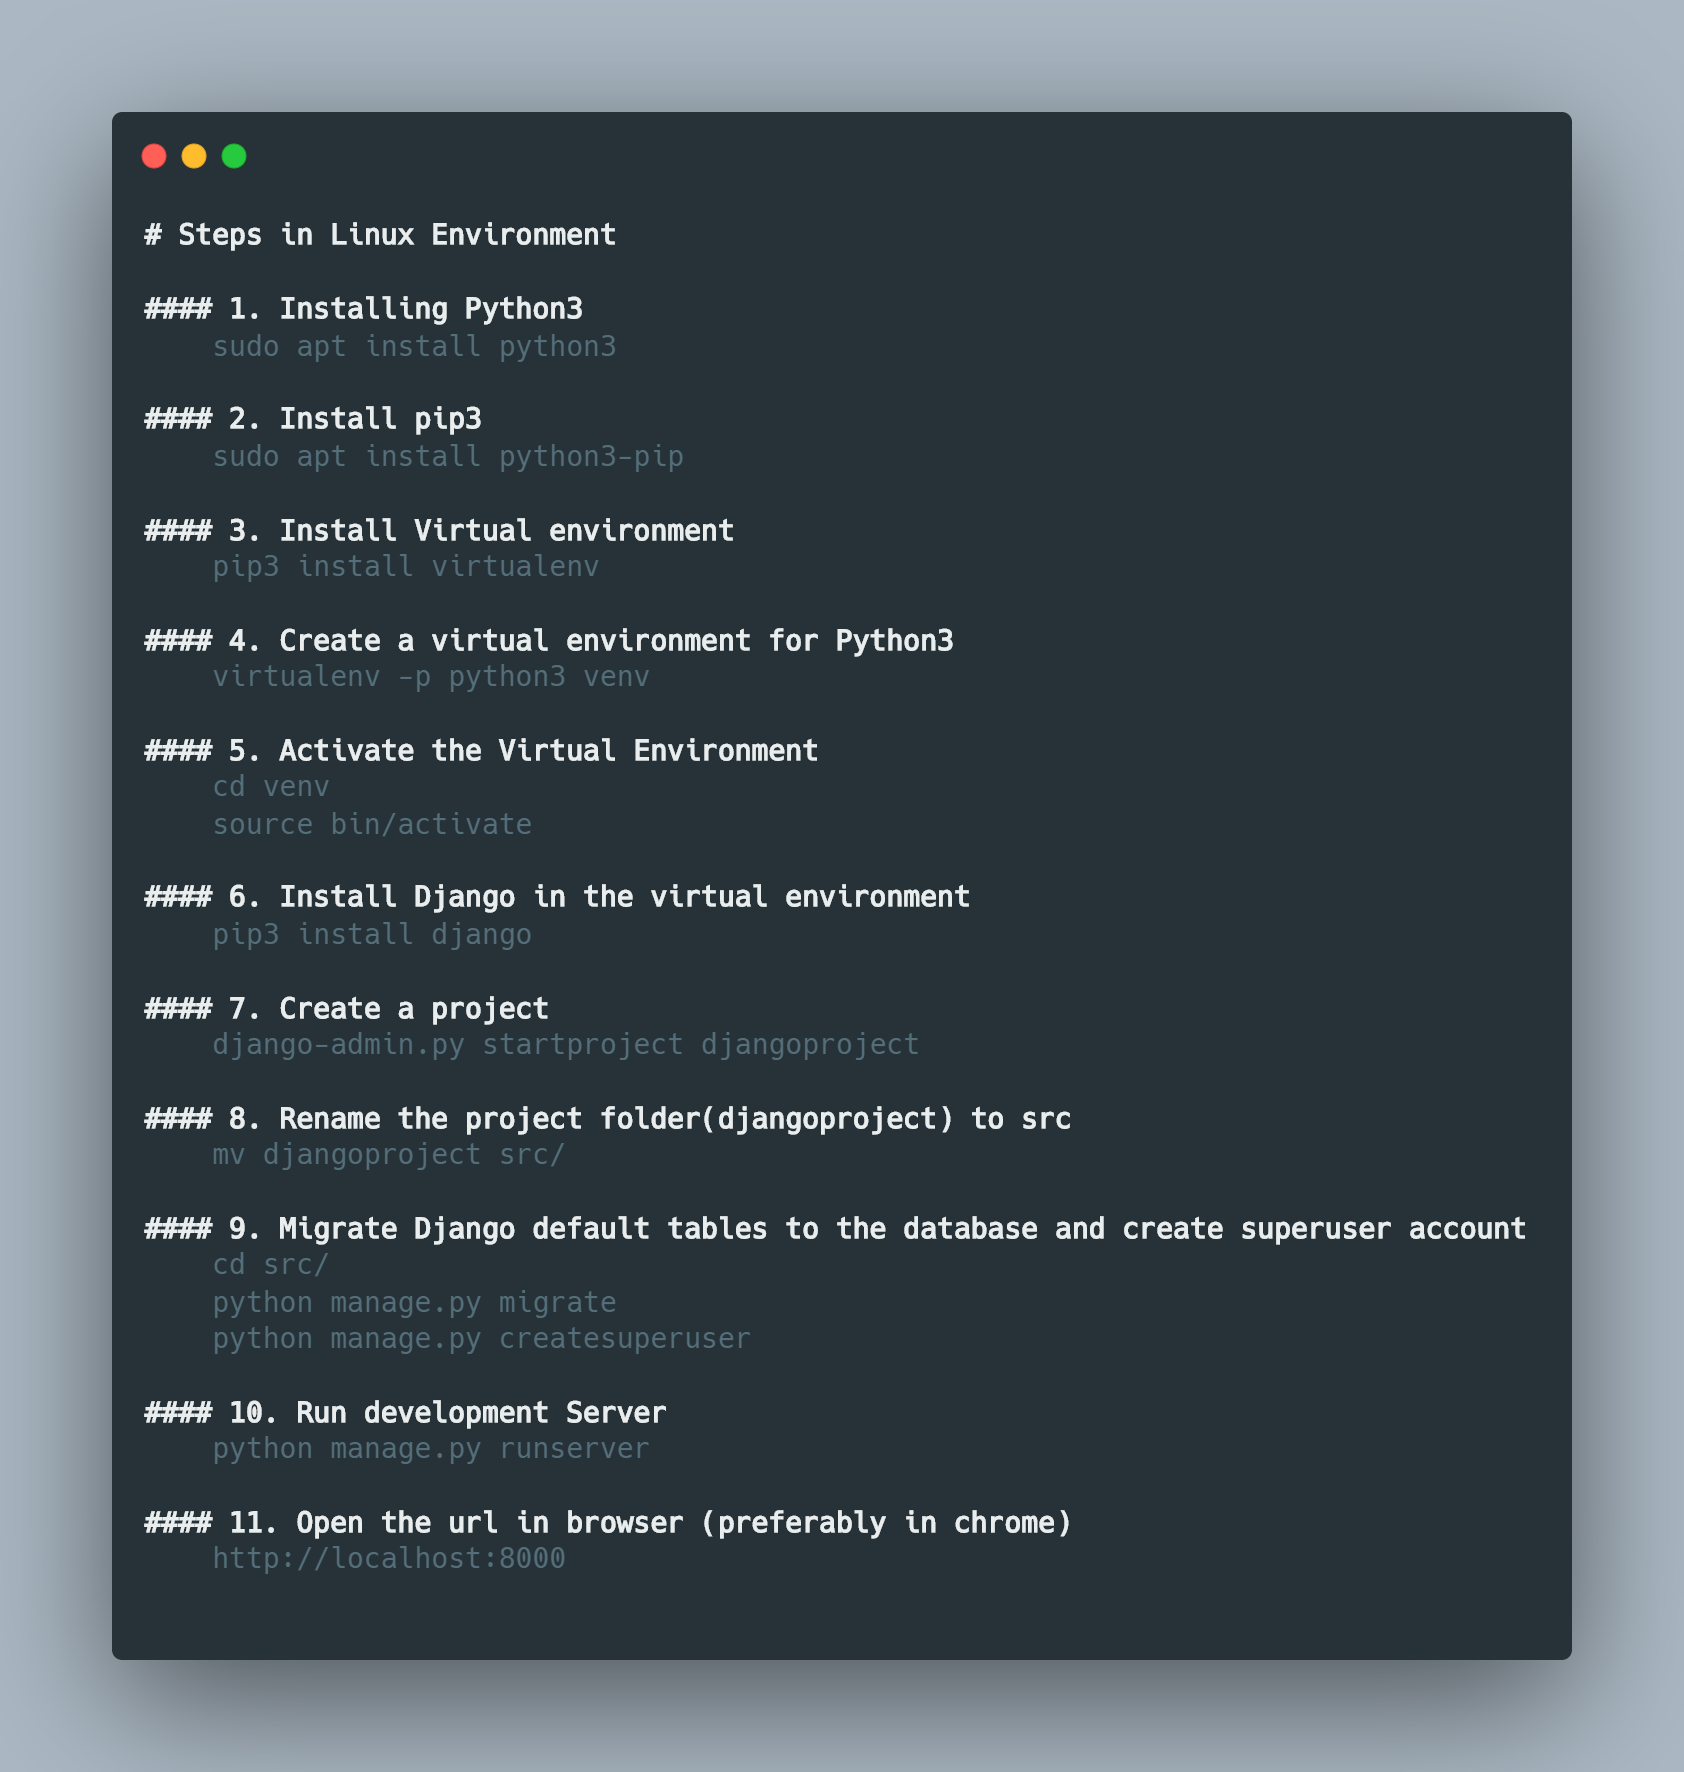 # Steps in Linux Environment
#### 1. Installing Python3
sudo apt install python3
#### 2. Install pip3
sudo apt install python3-pip
#### 3. Install Virtual environment
pip3 install virtualenv
#### 4. Create a virtual environment for Python3
virtualenv -p python3 venv
#### 5. Activate the Virtual Environment
cd venv
source bin/activate
#### 6. Install Django in the virtual environment
pip3 install django
#### 7. Create a project
django-admin.py startproject djangoproject
#### 8. Rename the project folder(djangoproject) to src
mv djangoproject src/
#### 9. Migrate Django default tables to the database and create superuser account
cd src/
python manage.py migrate
python manage.py createsuperuser
#### 10. Run development Server
python manage.py runserver
#### 11. Open the url in browser (preferably in chrome)
http://localhost:8000